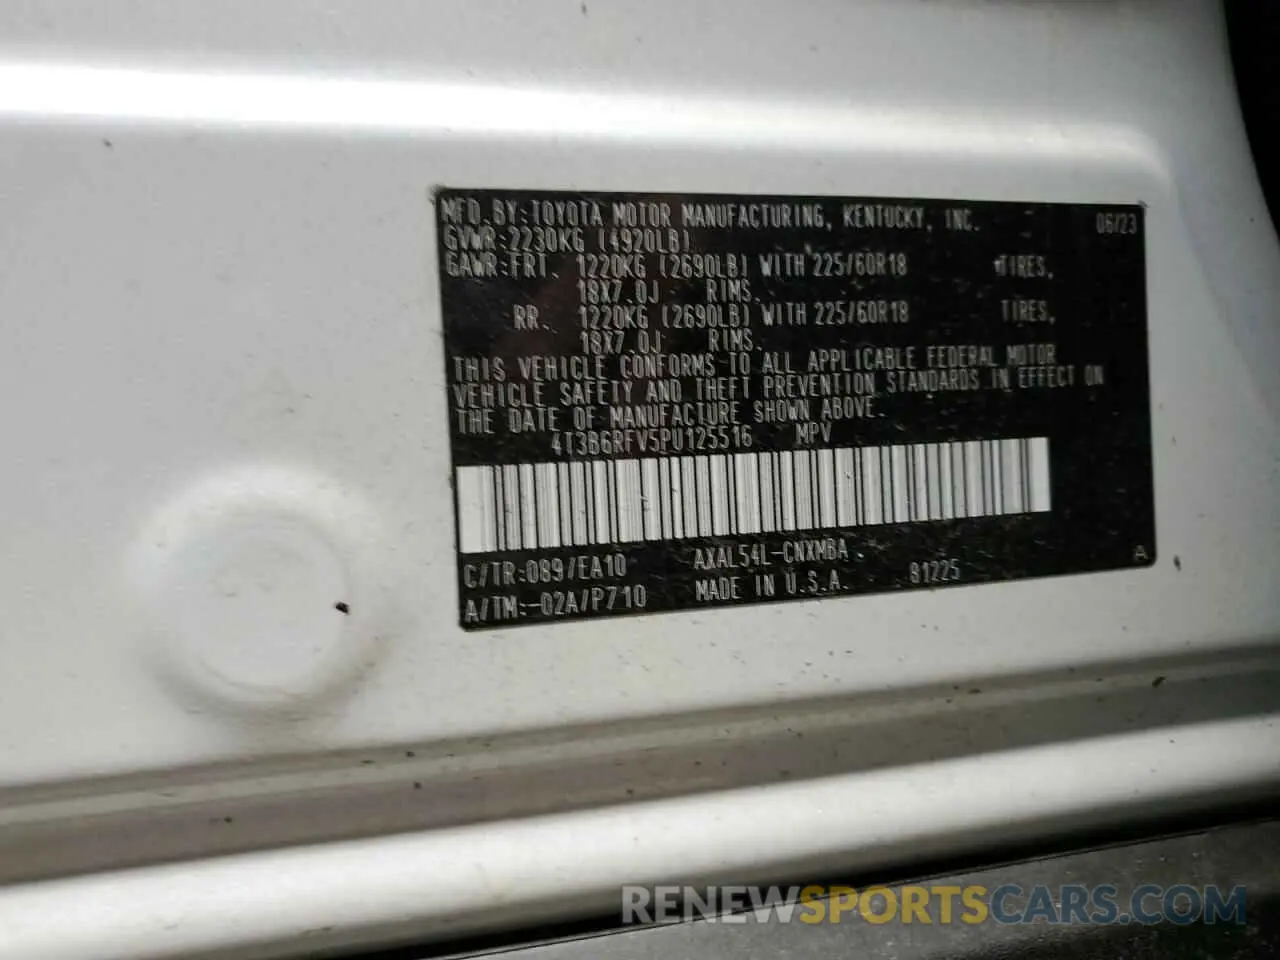 MFD.BY:TOYOTA MOTOR MANUFACTURING, KENTUCKY, INC. 06/23
GVWR:2230KG (4920LB)
GAWR:FRT. 1220KG (2690LB) WITH 225/60R18 TIRES,
18X7.0J RIMS.
RR. 1220KG (2690LB) WITH 225/60R18 TIRES,
18X7.0J RIMS.
THIS VEHICLE CONFORMS TO ALL APPLICABLE FEDERAL MOTOR
VEHICLE SAFETY AND THEFT PREVENTION STANDARDS IN EFFECT ON
THE DATE OF MANUFACTURE SHOWN ABOVE.
4T3B6RFV5PU125516 MPV
C/TR:089/EA10 AXAL54L-CNXMBA A
A/TM:-02A/P710 MADE IN U.S.A. 81225
RENEWSPORTSCARS.COM